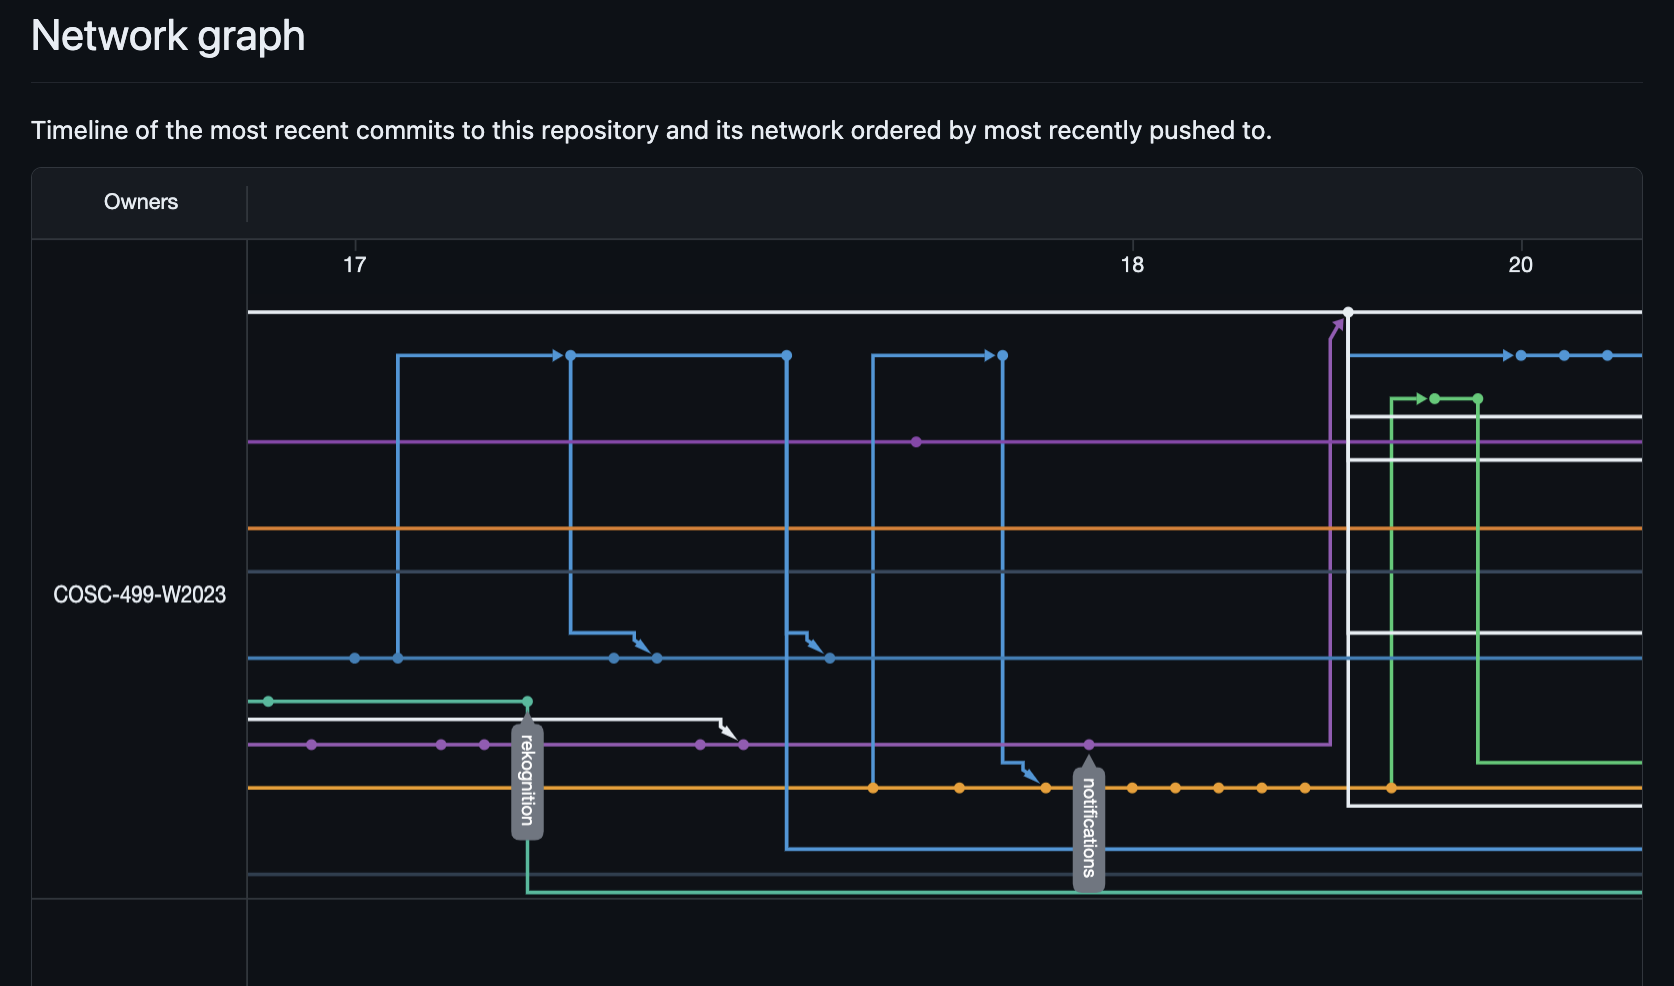 Network graph
Timeline of the most recent commits to this repository and its network ordered by most recently pushed to.
Owners
17 18 20
COSC-499-W2023
rekognition
notifications